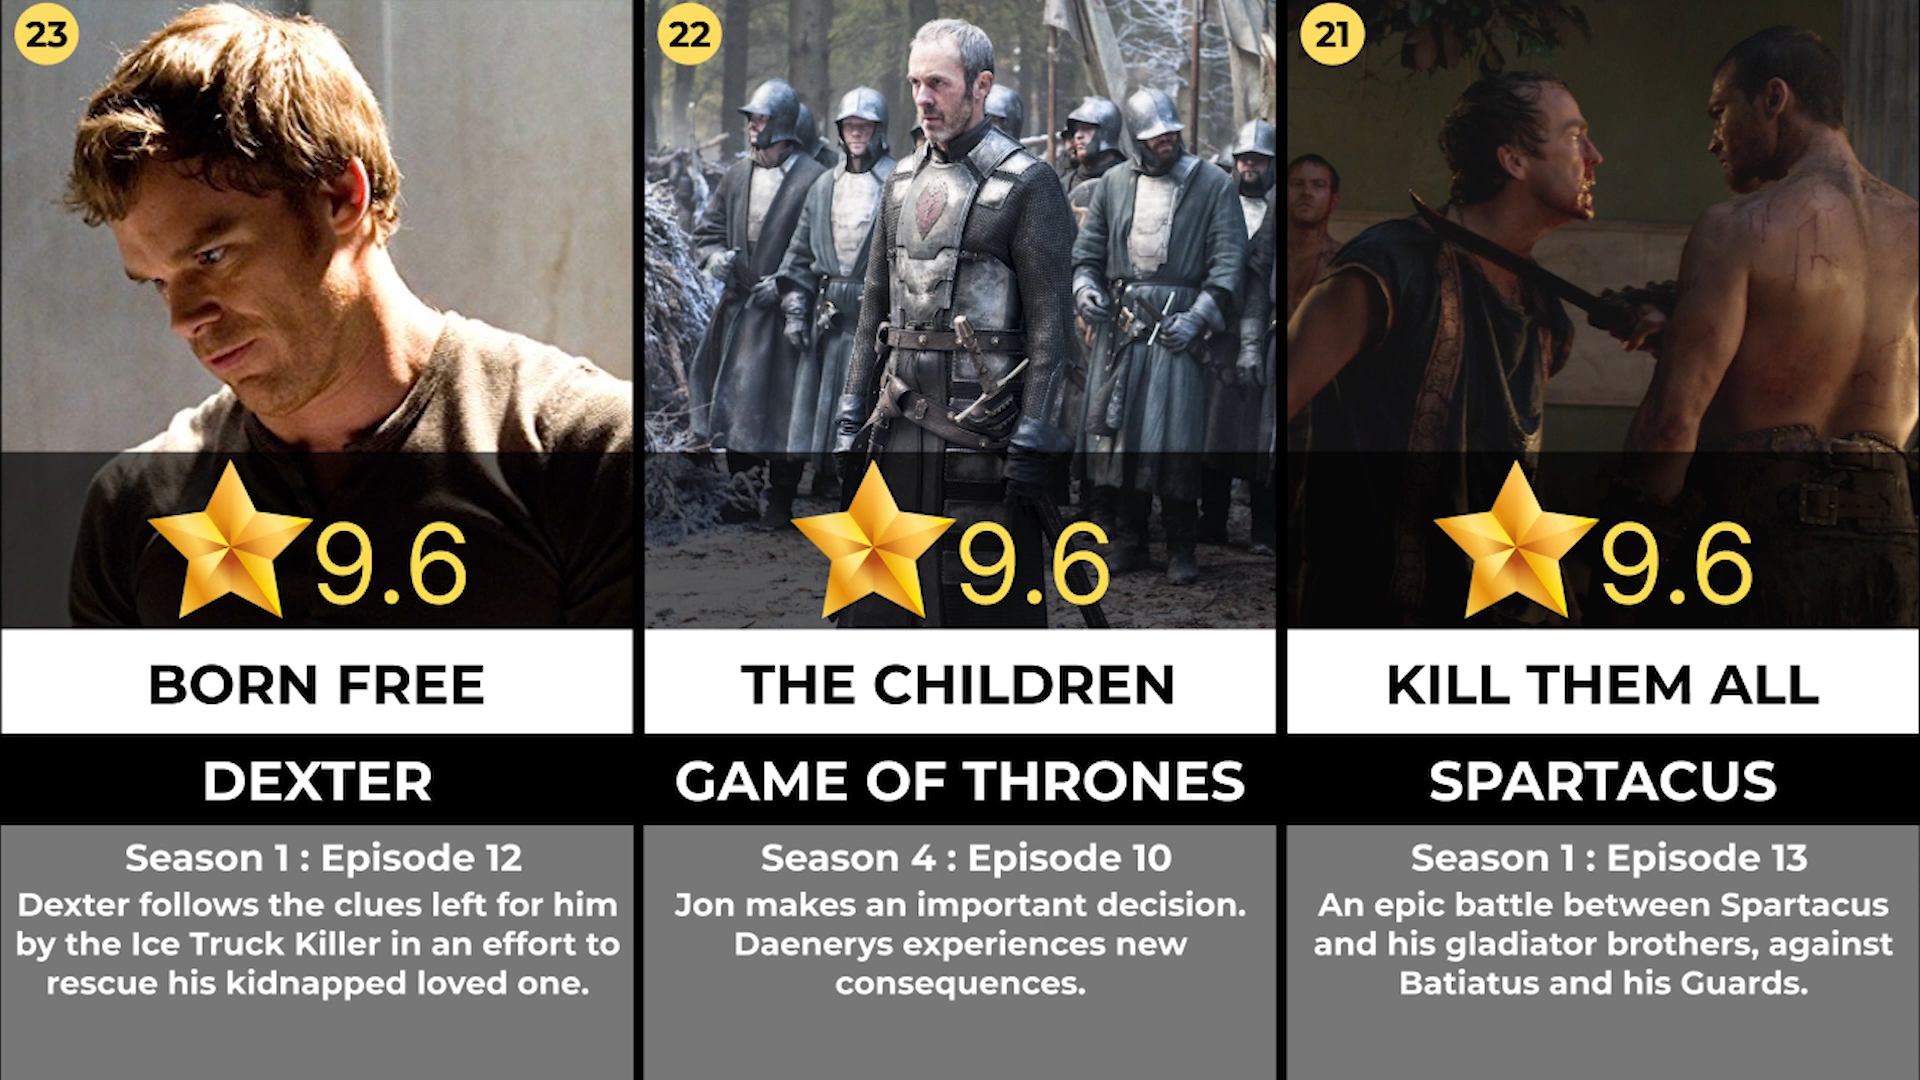 23
9.6
BORN FREE
DEXTER
Season 1 : Episode 12
Dexter follows the clues left for him
by the Ice Truck Killer in an effort to
rescue his kidnapped loved one.
22
9.6
THE CHILDREN
GAME OF THRONES
Season 4 : Episode 10
Jon makes an important decision.
Daenerys experiences new
consequences.
21
9.6
KILL THEM ALL
SPARTACUS
Season 1 : Episode 13
An epic battle between Spartacus
and his gladiator brothers, against
Batiatus and his Guards.